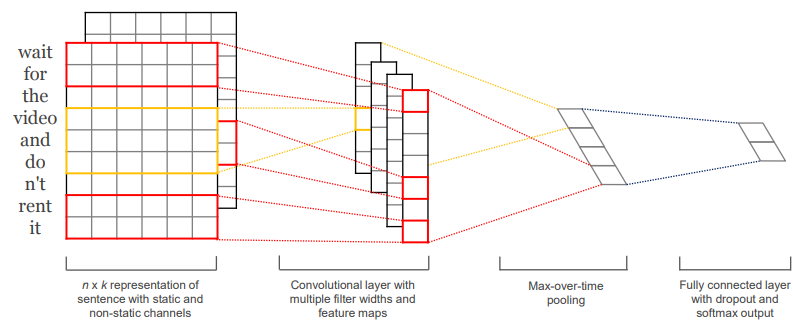 wait
for
the
video
and
do
n't
rent
it
n x k representation of
sentence with static and
non-static channels
Convolutional layer with
multiple filter widths and
feature maps
Max-over-time
pooling
Fully connected layer
with dropout and
softmax output